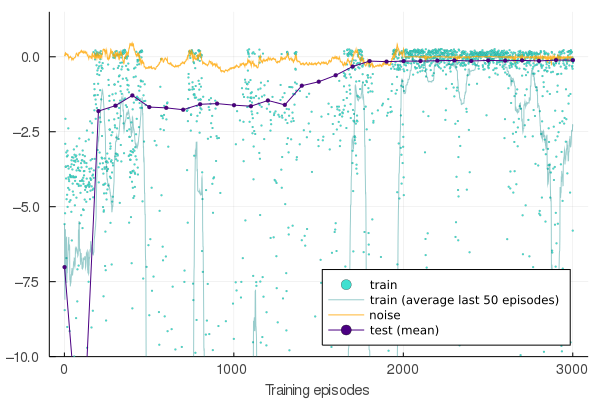 0.0
−2.5
−5.0
−7.5
−10.0
0
1000
2000
3000
Training episodes
train
train (average last 50 episodes)
noise
test (mean)